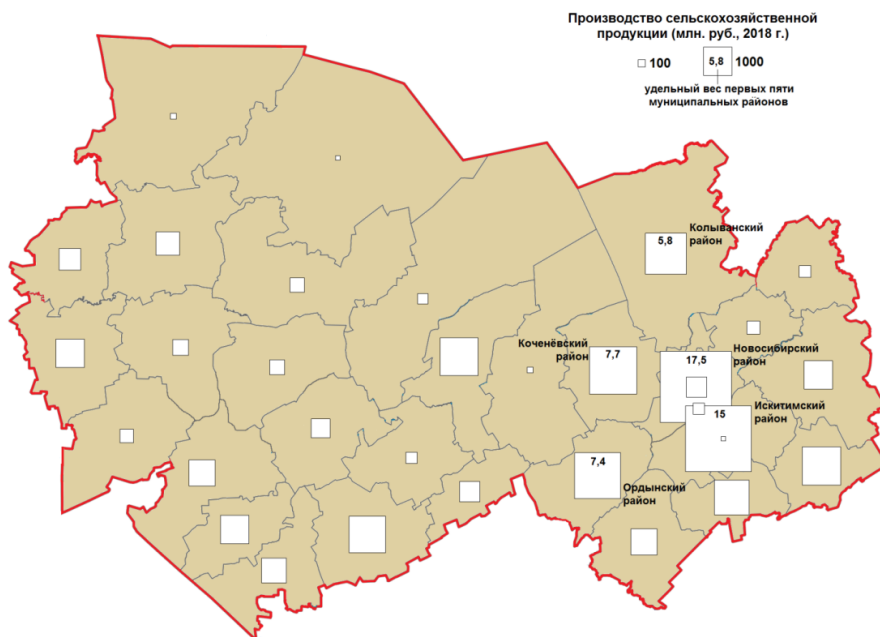 Производство сельскохозяйственной
продукции (млн. руб., 2018 г.)
100
5,8
1000
удельный вес первых пяти
муниципальных районов
5,8
Колыванский
район
Коченёвский
район
7,7
17,5
Новосибирский
район
15
Искитимский
район
7,4
Ордынский
район